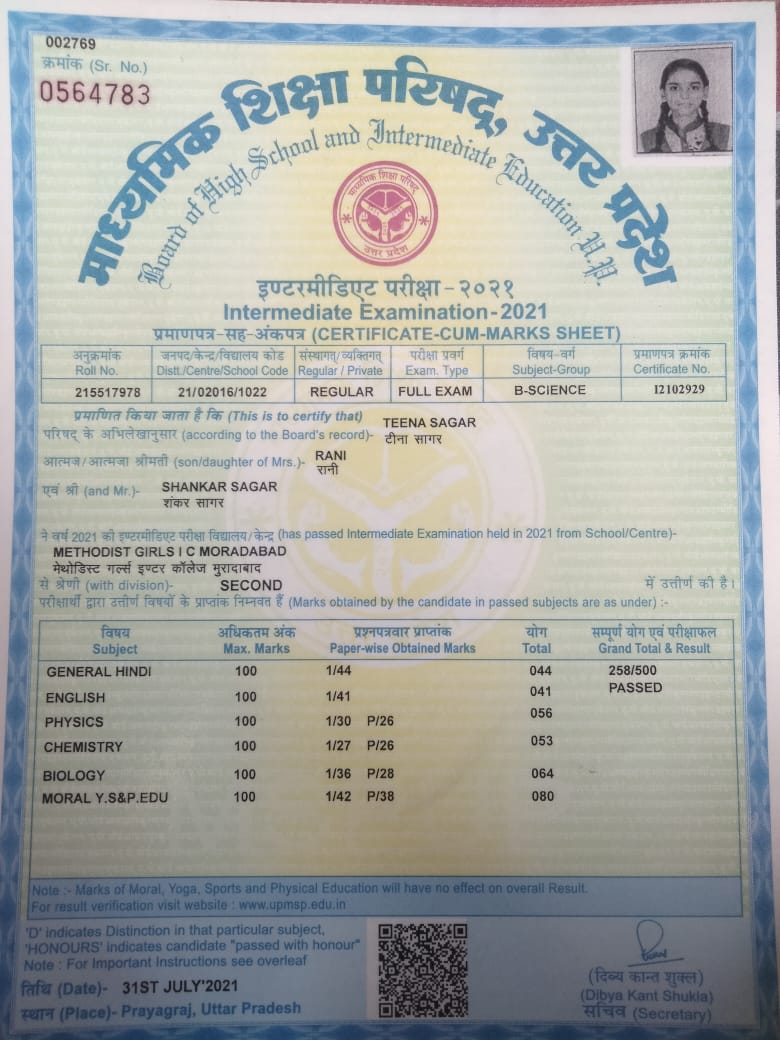 002769
क्रमांक (Sr. No.)
0564783
माध्यमिक शिक्षा परिषद्, उत्तर प्रदेश
Board of High School and Intermediate Education U.P.
माध्यमिक शिक्षा परिषद्
उत्तर प्रदेश
इण्टरमीडिएट परीक्षा - २०२१
Intermediate Examination - 2021
प्रमाणपत्र-सह-अंकपत्र (CERTIFICATE-CUM-MARKS SHEET)
अनुक्रमांक जनपद/केन्द्र/विद्यालय कोड संस्थागत/व्यक्तिगत परीक्षा प्रवर्ग विषय-वर्ग प्रमाणपत्र क्रमांक
Roll No. Distt./Centre/School Code Regular / Private Exam. Type Subject-Group Certificate No.
215517978 21/02016/1022 REGULAR FULL EXAM B-SCIENCE I2102929
प्रमाणित किया जाता है कि (This is to certify that) TEENA SAGAR
परिषद् के अभिलेखानुसार (according to the Board's record)- टीना सागर
आत्मज/आत्मजा श्रीमती (son/daughter of Mrs.)- RANI
रानी
एवं श्री (and Mr.)- SHANKAR SAGAR
शंकर सागर
ने वर्ष 2021 की इण्टरमीडिएट परीक्षा विद्यालय/केन्द्र (has passed Intermediate Examination held in 2021 from School/Centre)-
METHODIST GIRLS I C MORADABAD
मेथोडिस्ट गर्ल्स इण्टर कॉलेज मुरादाबाद
से श्रेणी (with division)- SECOND में उत्तीर्ण की है।
परीक्षार्थी द्वारा उत्तीर्ण विषयों के प्राप्तांक निम्नवत हैं (Marks obtained by the candidate in passed subjects are as under) :-
विषय अधिकतम अंक प्रश्नपत्रवार प्राप्तांक योग सम्पूर्ण योग एवं परीक्षाफल
Subject Max. Marks Paper-wise Obtained Marks Total Grand Total & Result
GENERAL HINDI 100 1/44 044 258/500
ENGLISH 100 1/41 041 PASSED
PHYSICS 100 1/30 P/26 056
CHEMISTRY 100 1/27 P/26 053
BIOLOGY 100 1/36 P/28 064
MORAL Y.S&P.EDU 100 1/42 P/38 080
Note :- Marks of Moral, Yoga, Sports and Physical Education will have no effect on overall Result.
For result verification visit website : www.upmsp.edu.in
'D' indicates Distinction in that particular subject,
'HONOURS' indicates candidate "passed with honour"
Note : For Important Instructions see overleaf
तिथि (Date)- 31ST JULY'2021
स्थान (Place)- Prayagraj, Uttar Pradesh
(दिव्य कान्त शुक्ल)
(Dibya Kant Shukla)
सचिव (Secretary)